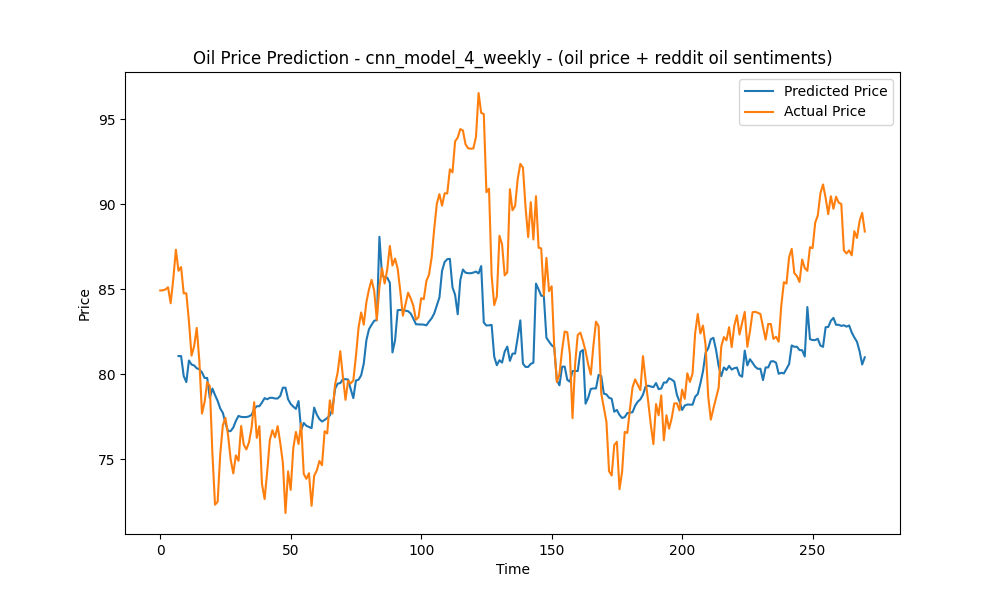 Oil Price Prediction - cnn_model_4_weekly - (oil price + reddit oil sentiments)
Predicted Price
Actual Price
95
90
85
80
75
Price
0 50 100 150 200 250
Time